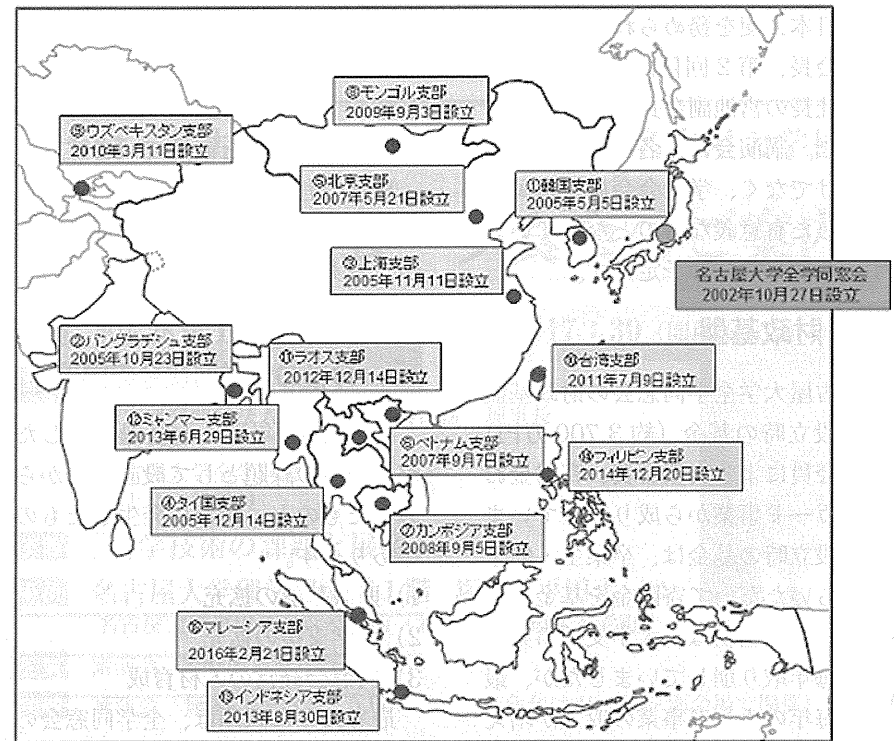 ⑧モンゴル支部
2009年9月3日設立
⑨ウズベキスタン支部
2010年3月11日設立
⑤北京支部
2007年5月21日設立
①韓国支部
2005年5月5日設立
③上海支部
2005年11月11日設立
名古屋大学全学同窓会
2002年10月27日設立
②バングラデシュ支部
2005年10月23日設立
⑪ラオス支部
2012年12月14日設立
⑩台湾支部
2011年7月9日設立
⑫ミャンマー支部
2013年6月29日設立
⑥ベトナム支部
2007年9月7日設立
⑭フィリピン支部
2014年12月20日設立
④タイ国支部
2005年12月14日設立
⑦カンボジア支部
2008年9月5日設立
マレーシア支部
2016年2月21日設立
⑬インドネシア支部
2013年8月30日設立